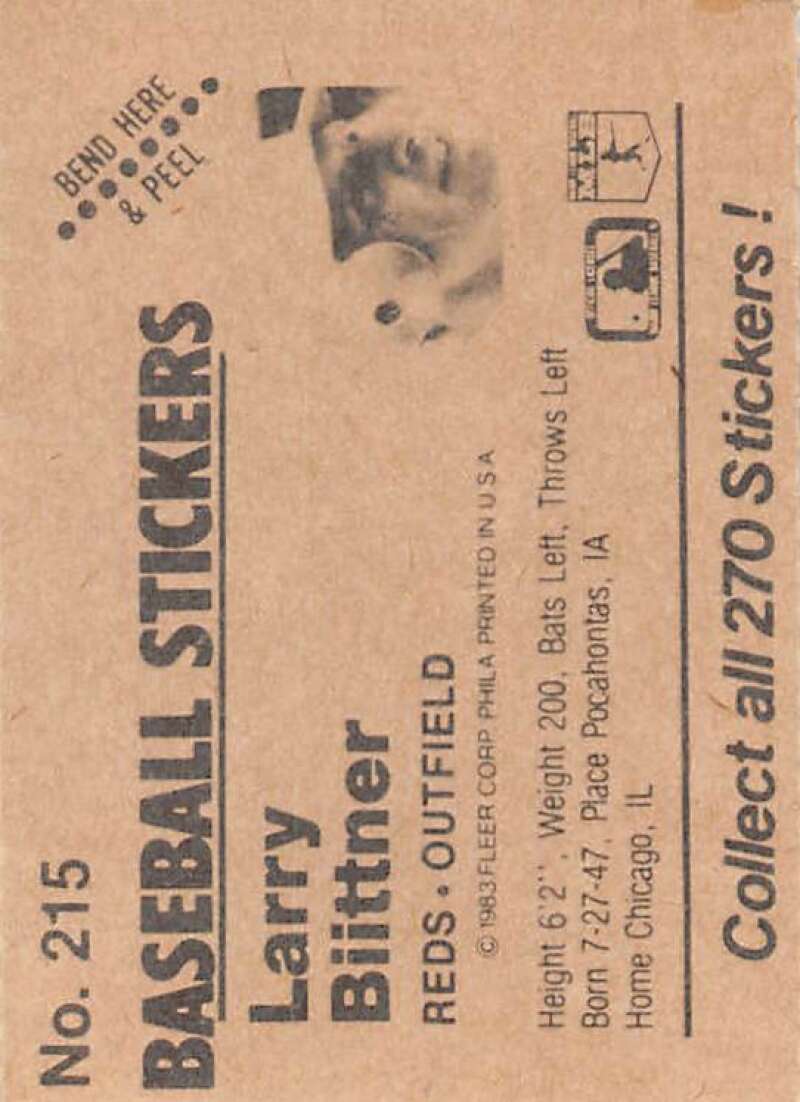 No. 215
BEND HERE
& PEEL
BASEBALL STICKERS
Larry
Biittner
REDS • OUTFIELD
© 1983 FLEER CORP PHILA PRINTED IN U S A
Height 6'2'', Weight 200, Bats Left, Throws Left
Born 7-27-47, Place Pocahontas, IA
Home Chicago, IL
Collect all 270 Stickers!